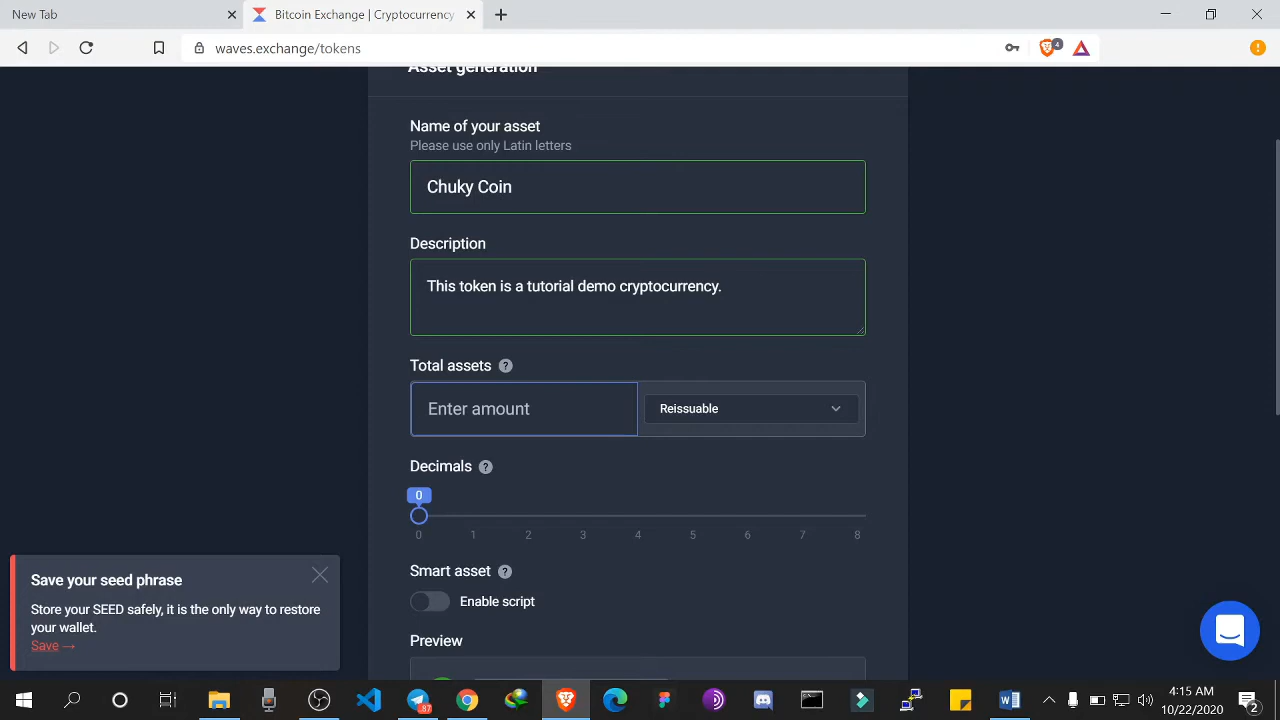 New Tab
Bitcoin Exchange | Cryptocurrency
waves.exchange/tokens
4
Asset generation
Name of your asset
Please use only Latin letters
Chuky Coin
Description
This token is a tutorial demo cryptocurrency.
Total assets ?
Enter amount
Reissuable
Decimals ?
0
0 1 2 3 4 5 6 7 8
Smart asset ?
Enable script
Preview
Save your seed phrase
Store your SEED safely, it is the only way to restore
your wallet.
Save →
87
4:15 AM
10/22/2020
2